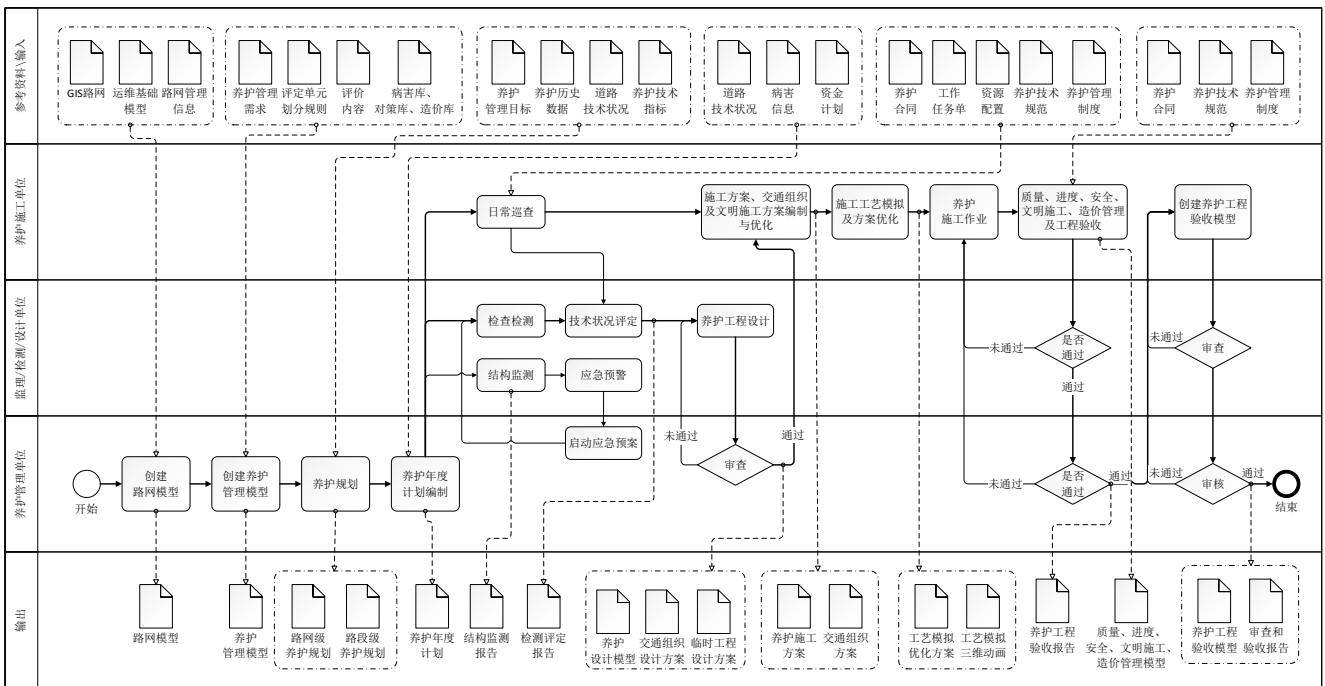 参考资料\输入
GIS路网
运维基础
模型
路网管理
信息
养护管理
需求
评定单元
划分规则
评价
内容
病害库、
对策库、造价库
养护
管理目标
养护历史
数据
道路
技术状况
养护技术
指标
道路
技术状况
病害
信息
资金
计划
养护
合同
工作
任务单
资源
配置
养护技术
规范
养护管理
制度
养护
合同
养护技术
规范
养护管理
制度
养护施工单位
日常巡查
施工方案、交通组织
及文明施工方案编制
与优化
施工工艺模拟
及方案优化
养护
施工作业
质量、进度、安全、
文明施工、造价管理
及工程验收
创建养护工程
验收模型
监理/检测/设计单位
检查检测
技术状况评定
养护工程设计
结构监测
应急预警
未通过
是否
通过
通过
未通过
审查
养护管理单位
开始
创建
路网模型
创建养护
管理模型
养护规划
养护年度
计划编制
启动应急预案
未通过
审查
通过
未通过
是否
通过
通过
未通过
审核
通过
结束
输出
路网模型
养护
管理模型
路网级
养护规划
路段级
养护规划
养护年度
计划
结构监测
报告
检测评定
报告
养护
设计模型
交通组织
设计方案
临时工程
设计方案
养护施工
方案
交通组织
方案
工艺模拟
优化方案
工艺模拟
三维动画
养护工程
验收报告
质量、进度、
安全、文明施工、
造价管理模型
养护工程
验收模型
审查和
验收报告